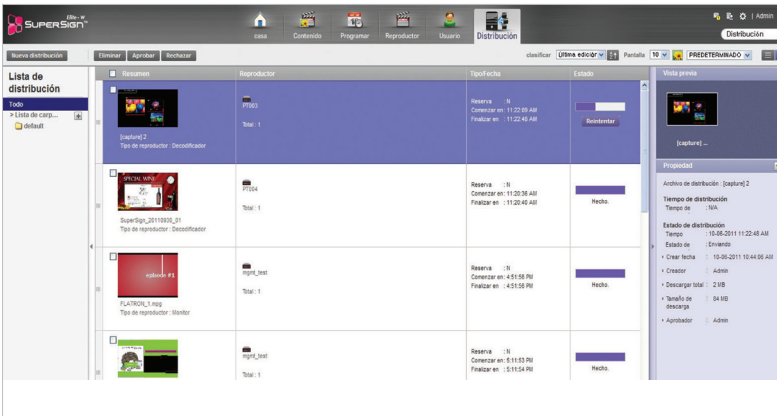 SUPERSIGN Elite - W
casa
Contenido
Programar
Reproductor
Usuario
Distribución
| Admin
Distribución
Nueva distribución
Eliminar
Aprobar
Rechazar
clasificar
Última edición
Pantalla
10
PREDETERMINADO
Lista de
distribución
Todo
> Lista de carp...
default
Resumen
Reproductor
Tipo/Fecha
Estado
[capture] 2
Tipo de reproductor : Decodificador
PT003
Total : 1
Reserva : N
Comenzar en: 11:22:09 AM
Finalizar en : 11:22:48 AM
Reintentar
SPECIAL WINE
SuperSign_20110930_01
Tipo de reproductor : Decodificador
PT004
Total : 1
Reserva : N
Comenzar en: 11:20:36 AM
Finalizar en : 11:20:40 AM
Hecho.
episode #1
FLATRON_1.mpg
Tipo de reproductor : Monitor
mgmt_test
Total : 1
Reserva : N
Comenzar en: 4:51:56 PM
Finalizar en : 4:51:56 PM
Hecho.
mgmt_test
Total : 1
Reserva : N
Comenzar en: 5:11:53 PM
Finalizar en : 5:11:54 PM
Hecho.
Vista previa
[capture] ...
Propiedad
Archivo de distribución : [capture] 2
Tiempo de distribución
Tiempo de : N/A
Estado de distribución
Tiempo : 10-06-2011 11:22:48 AM
Estado de : Enviando
Crear fecha : 10-06-2011 10:44:06 AM
Creador : Admin
Descargar total : 2 MB
Tamaño de : 84 MB
descarga
Aprobador : Admin